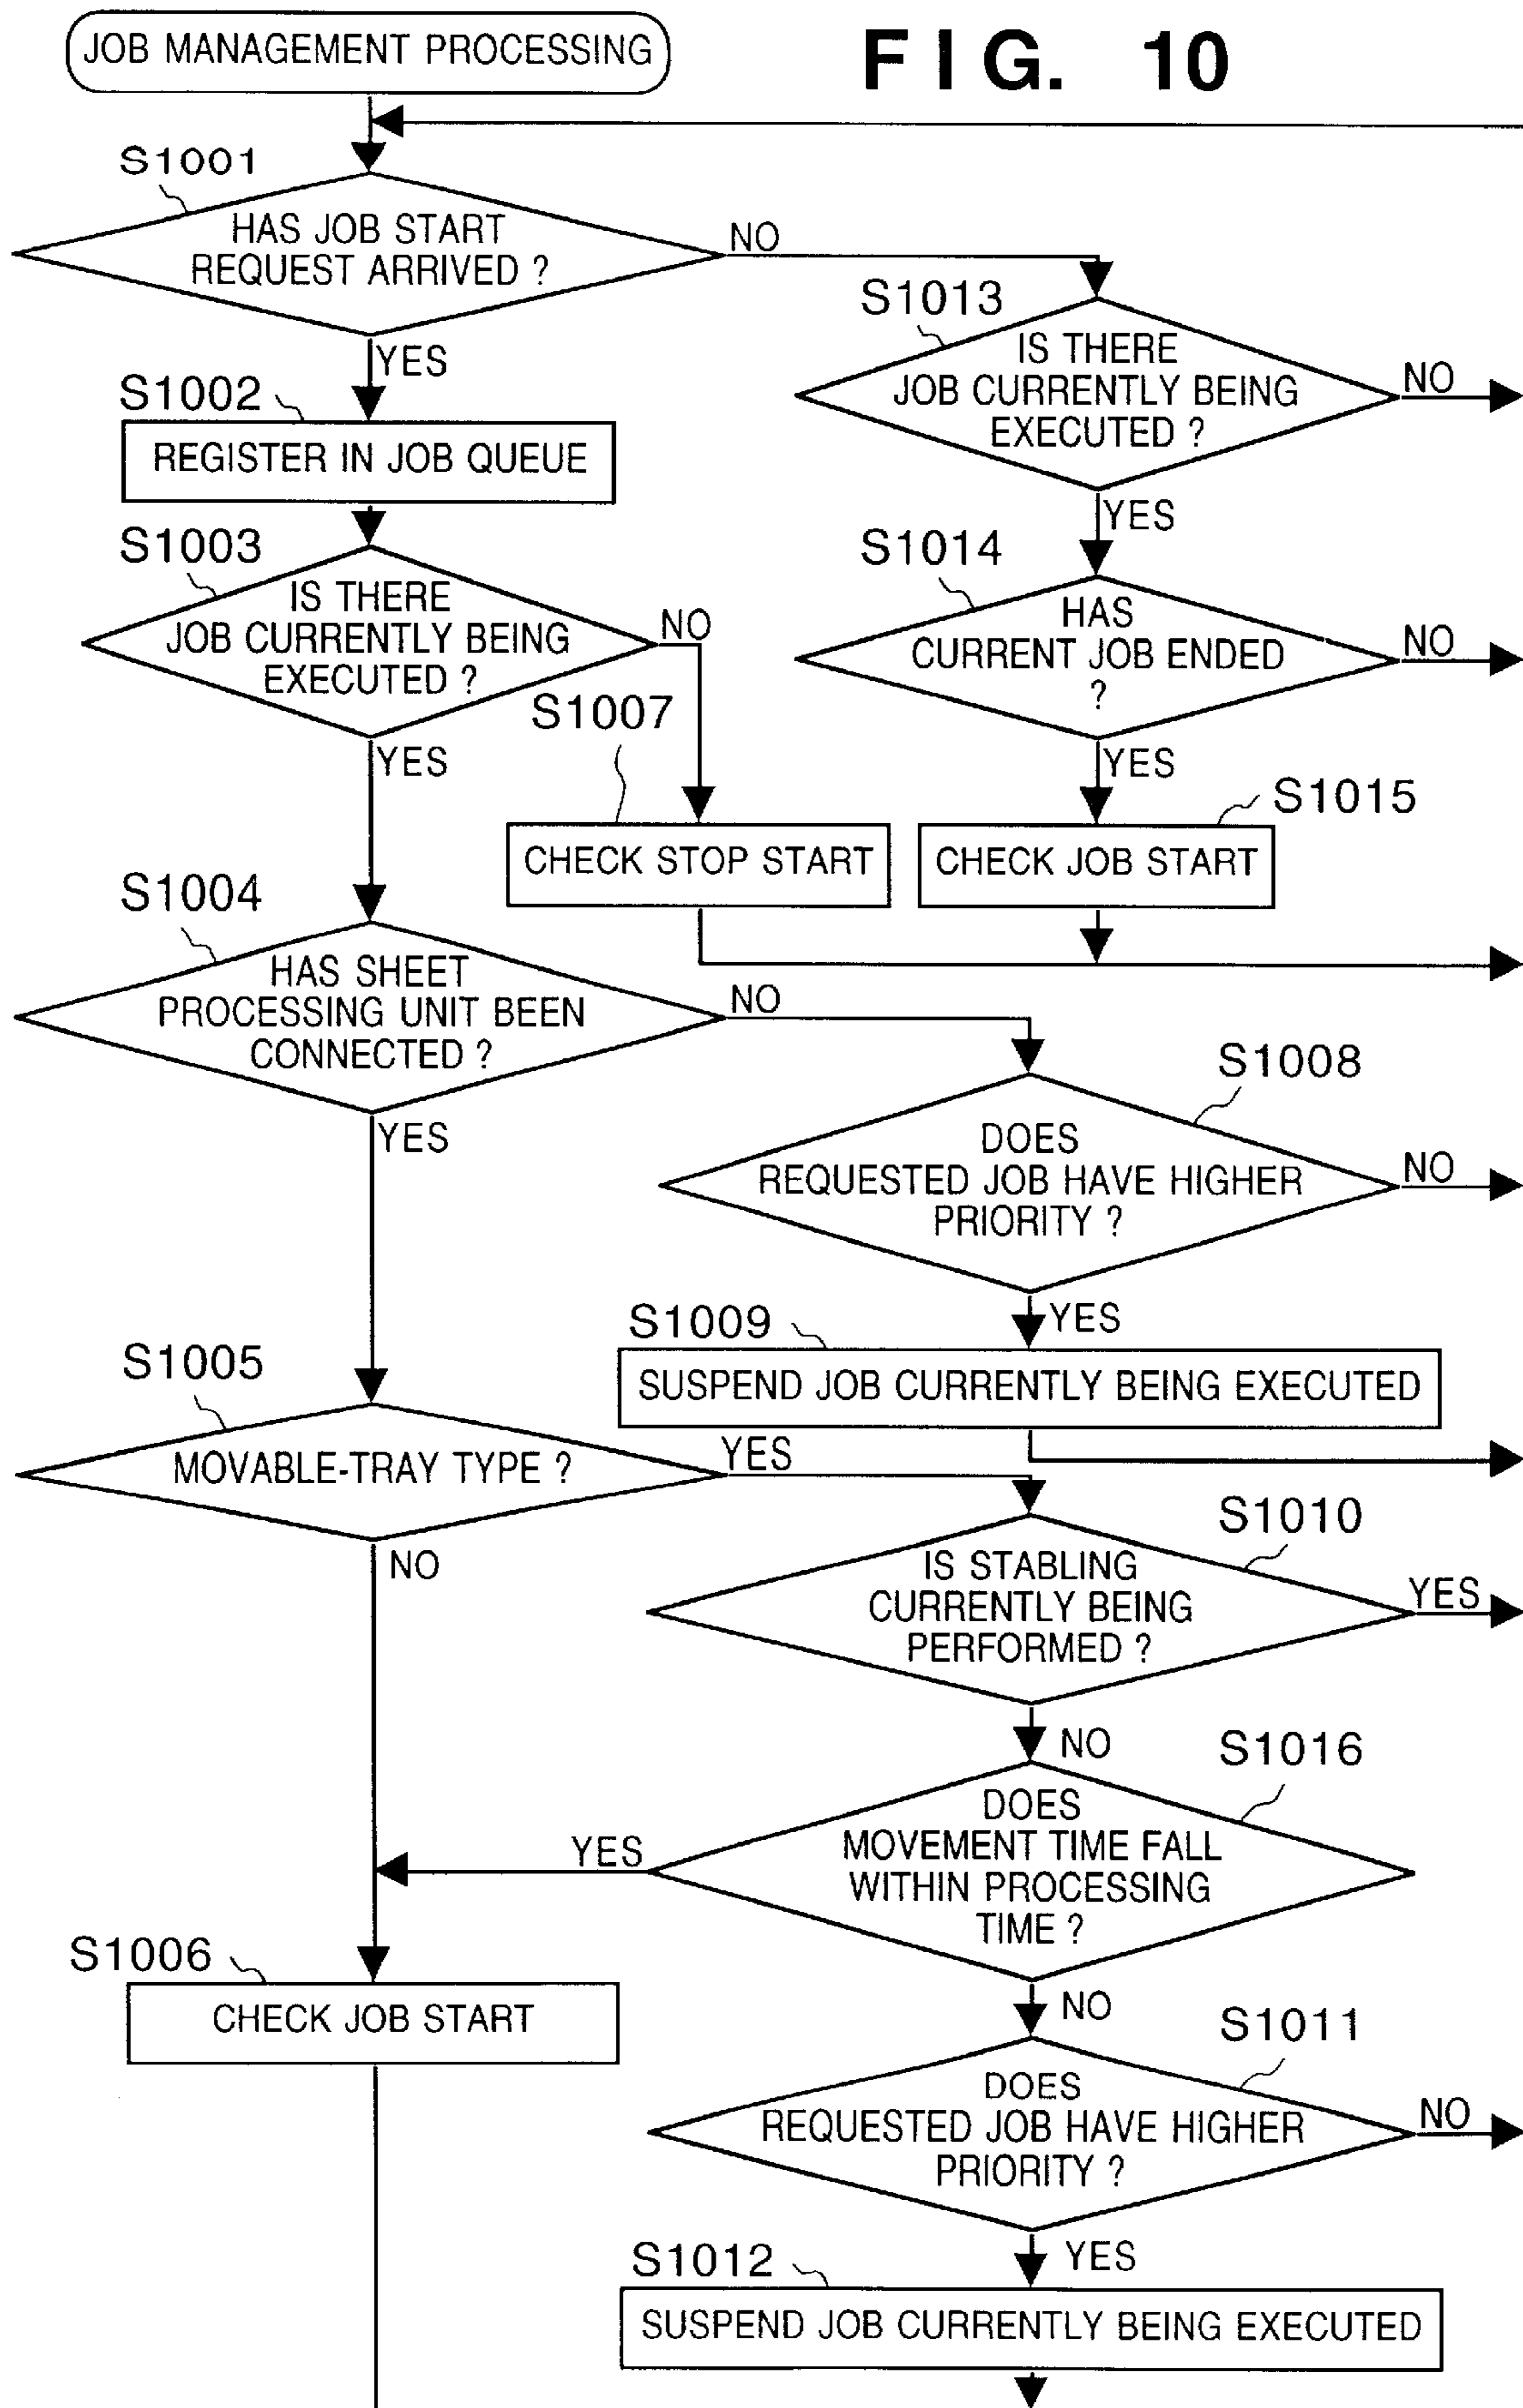 JOB MANAGEMENT PROCESSING
FIG. 10
S1001
HAS JOB START
REQUEST ARRIVED ?
NO
YES
S1013
IS THERE
JOB CURRENTLY BEING
EXECUTED ?
NO
YES
S1002
REGISTER IN JOB QUEUE
S1003
IS THERE
JOB CURRENTLY BEING
EXECUTED ?
NO
YES
S1014
HAS
CURRENT JOB ENDED
?
NO
YES
S1007
CHECK STOP START
S1015
CHECK JOB START
S1004
HAS SHEET
PROCESSING UNIT BEEN
CONNECTED ?
NO
YES
S1008
DOES
REQUESTED JOB HAVE HIGHER
PRIORITY ?
NO
YES
S1009
SUSPEND JOB CURRENTLY BEING EXECUTED
S1005
MOVABLE-TRAY TYPE ?
YES
NO
S1010
IS STABLING
CURRENTLY BEING
PERFORMED ?
YES
NO
S1016
DOES
MOVEMENT TIME FALL
WITHIN PROCESSING
TIME ?
YES
NO
S1006
CHECK JOB START
S1011
DOES
REQUESTED JOB HAVE HIGHER
PRIORITY ?
NO
YES
S1012
SUSPEND JOB CURRENTLY BEING EXECUTED